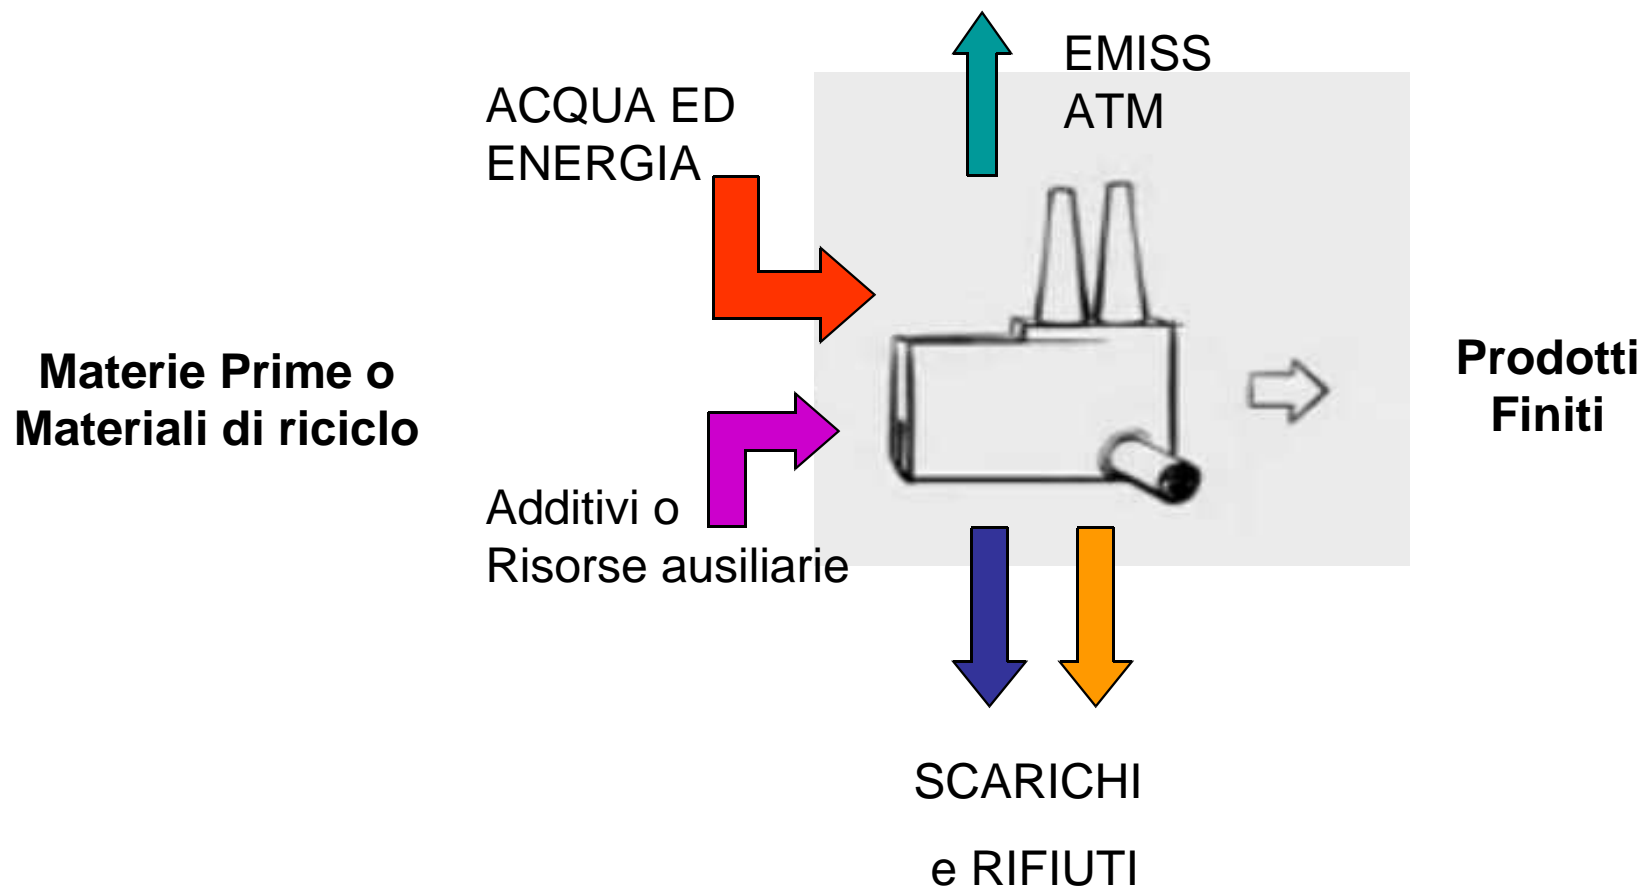 EMISS
ATM
ACQUA ED
ENERGIA
Materie Prime o
Materiali di riciclo
Prodotti
Finiti
Additivi o
Risorse ausiliarie
SCARICHI
e RIFIUTI